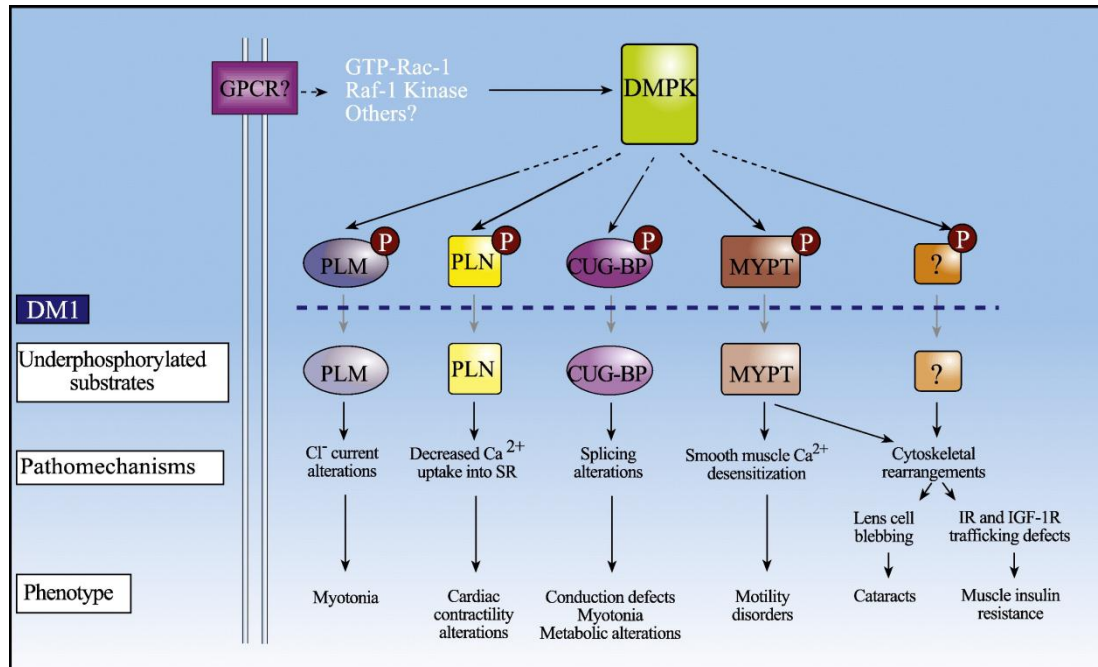 GPCR?
GTP-Rac-1
Raf-1 Kinase
Others?
DMPK
P
P
P
P
P
PLM
PLN
CUG-BP
MYPT
?
DM1
Underphosphorylated
substrates
PLM
PLN
CUG-BP
MYPT
?
Pathomechanisms
Cl- current
alterations
Decreased Ca 2+
uptake into SR
Splicing
alterations
Smooth muscle Ca2+
desensitization
Cytoskeletal
rearrangements
Lens cell
blebbing
IR and IGF-1R
trafficking defects
Phenotype
Myotonia
Cardiac
contractility
alterations
Conduction defects
Myotonia
Metabolic alterations
Motility
disorders
Cataracts
Muscle insulin
resistance